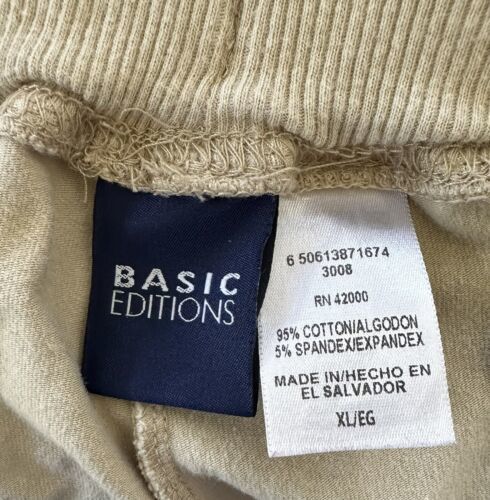 BASIC
EDITIONS
6 50613871674
3008
RN 42000
95% COTTON/ALGODON
5% SPANDEX/EXPANDEX
MADE IN/HECHO EN
EL SALVADOR
XL/EG